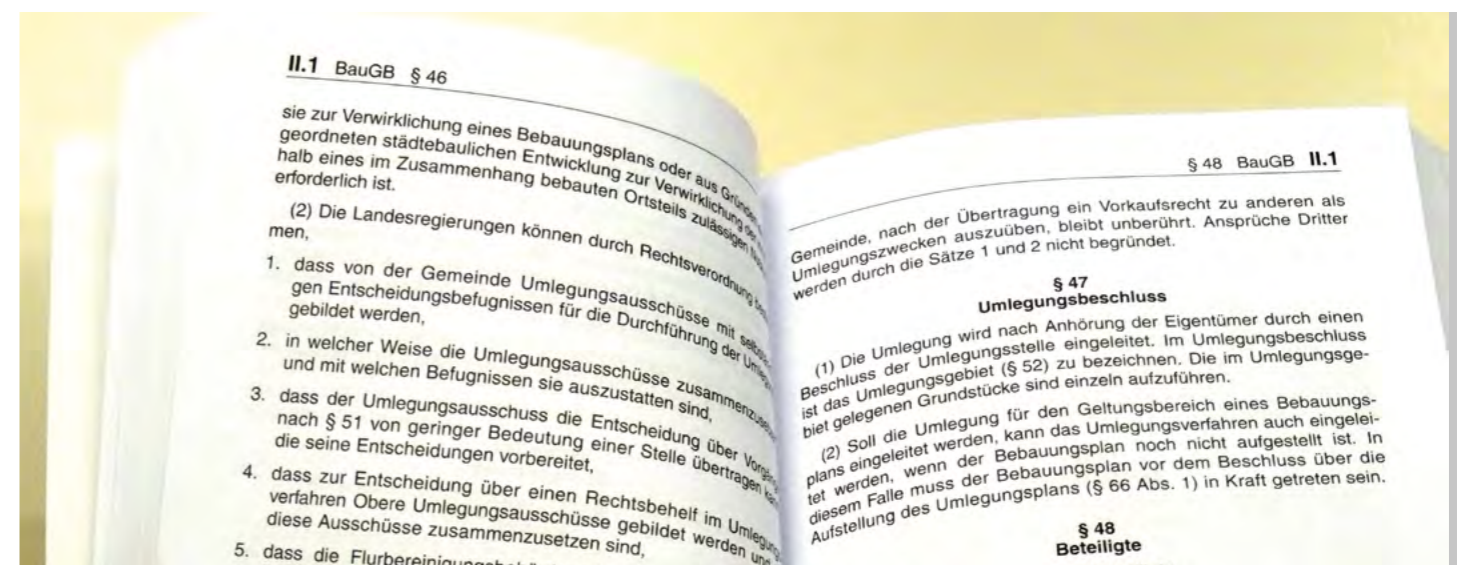 II.1 BauGB § 46
sie zur Verwirklichung eines Bebauungsplans oder aus Gründen
geordneten städtebaulichen Entwicklung zur Verwirklichung der
halb eines im Zusammenhang bebauten Ortsteils zulässigen
erforderlich ist.
(2) Die Landesregierungen können durch Rechtsverordnung
men,
1. dass von der Gemeinde Umlegungsausschüsse mit
gen Entscheidungsbefugnissen für die Durchführung der
gebildet werden,
2. in welcher Weise die Umlegungsausschüsse
und mit welchen Befugnissen sie auszustatten sind,
3. dass der Umlegungsausschuss die Entscheidung über
nach § 51 von geringer Bedeutung einer Stelle übertragen
die seine Entscheidungen vorbereitet,
4. dass zur Entscheidung über einen Rechtsbehelf im
verfahren Obere Umlegungsausschüsse gebildet werden und
diese Ausschüsse zusammenzusetzen sind,
5. dass die
§ 48 BauGB II.1
Gemeinde, nach der Übertragung ein Vorkaufsrecht zu anderen als
Umlegungszwecken auszuüben, bleibt unberührt. Ansprüche Dritter
werden durch die Sätze 1 und 2 nicht begründet.
§ 47
Umlegungsbeschluss
(1) Die Umlegung wird nach Anhörung der Eigentümer durch einen
Beschluss der Umlegungsstelle eingeleitet. Im Umlegungsbeschluss
ist das Umlegungsgebiet (§ 52) zu bezeichnen. Die im Umlegungsge-
biet gelegenen Grundstücke sind einzeln aufzuführen.
(2) Soll die Umlegung für den Geltungsbereich eines Bebauungs-
plans eingeleitet werden, kann das Umlegungsverfahren auch eingelei-
tet werden, wenn der Bebauungsplan noch nicht aufgestellt ist. In
diesem Falle muss der Bebauungsplan vor dem Beschluss über die
Aufstellung des Umlegungsplans (§ 66 Abs. 1) in Kraft getreten sein.
§ 48
Beteiligte